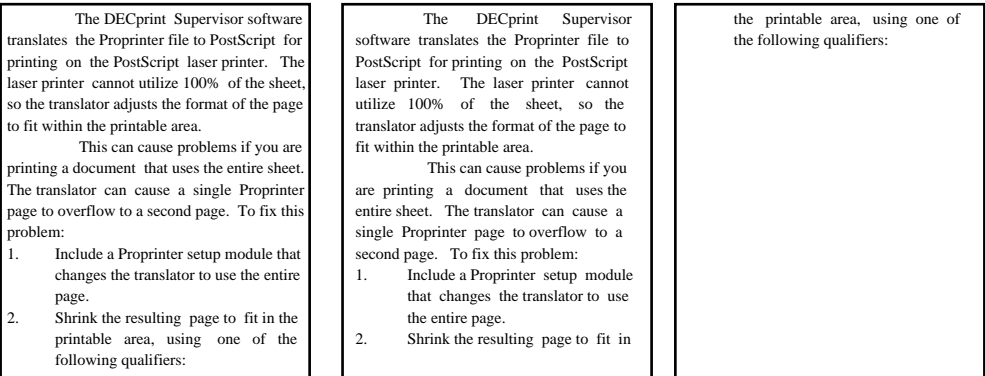 The DECprint Supervisor software
translates the Proprinter file to PostScript for
printing on the PostScript laser printer. The
laser printer cannot utilize 100% of the sheet,
so the translator adjusts the format of the page
to fit within the printable area.
This can cause problems if you are
printing a document that uses the entire sheet.
The translator can cause a single Proprinter
page to overflow to a second page. To fix this
problem:
1. Include a Proprinter setup module that
changes the translator to use the entire
page.
2. Shrink the resulting page to fit in the
printable area, using one of the
following qualifiers:
The DECprint Supervisor
software translates the Proprinter file to
PostScript for printing on the PostScript
laser printer. The laser printer cannot
utilize 100% of the sheet, so the
translator adjusts the format of the page to
fit within the printable area.
This can cause problems if you
are printing a document that uses the
entire sheet. The translator can cause a
single Proprinter page to overflow to a
second page. To fix this problem:
1. Include a Proprinter setup module
that changes the translator to use
the entire page.
2. Shrink the resulting page to fit in
the printable area, using one of
the following qualifiers: